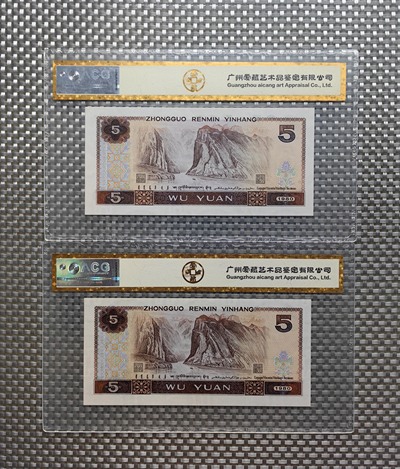 ACG
广州爱藏艺术品鉴定有限公司
Guangzhou aicang art Appraisal Co., Ltd.
ZHONGGUO RENMIN YINHANG
5
5
5
WU YUAN
1980
ACG
广州爱藏艺术品鉴定有限公司
Guangzhou aicang art Appraisal Co., Ltd.
ZHONGGUO RENMIN YINHANG
5
5
5
WU YUAN
1980